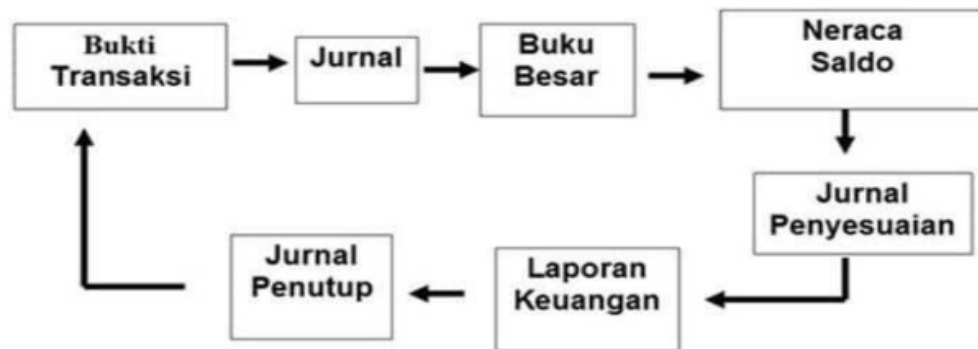 Bukti
Transaksi
Jurnal
Buku
Besar
Neraca
Saldo
Jurnal
Penyesuaian
Laporan
Keuangan
Jurnal
Penutup